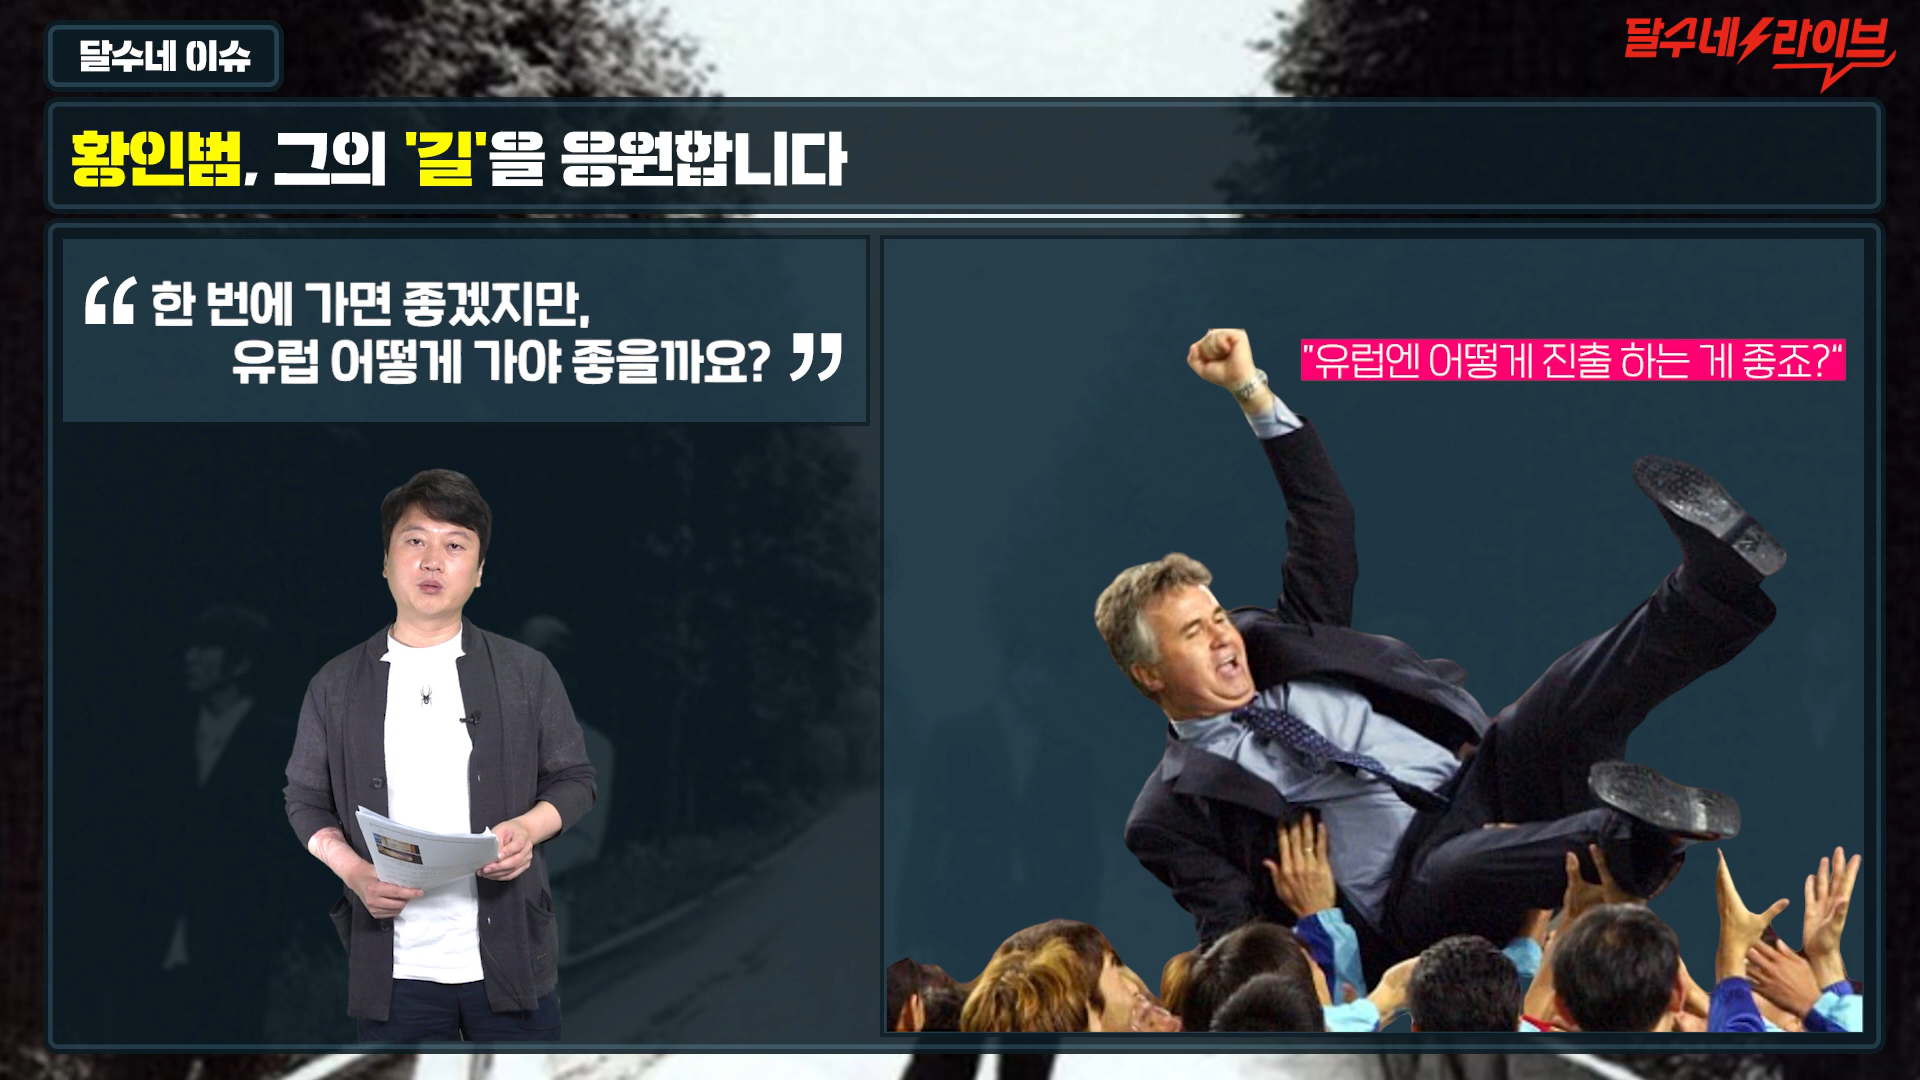 달수네 이슈
달수네라이브
황인범, 그의 '길'을 응원합니다
“ 한 번에 가면 좋겠지만,
유럽 어떻게 가야 좋을까요? ”
"유럽엔 어떻게 진출 하는 게 좋죠?"